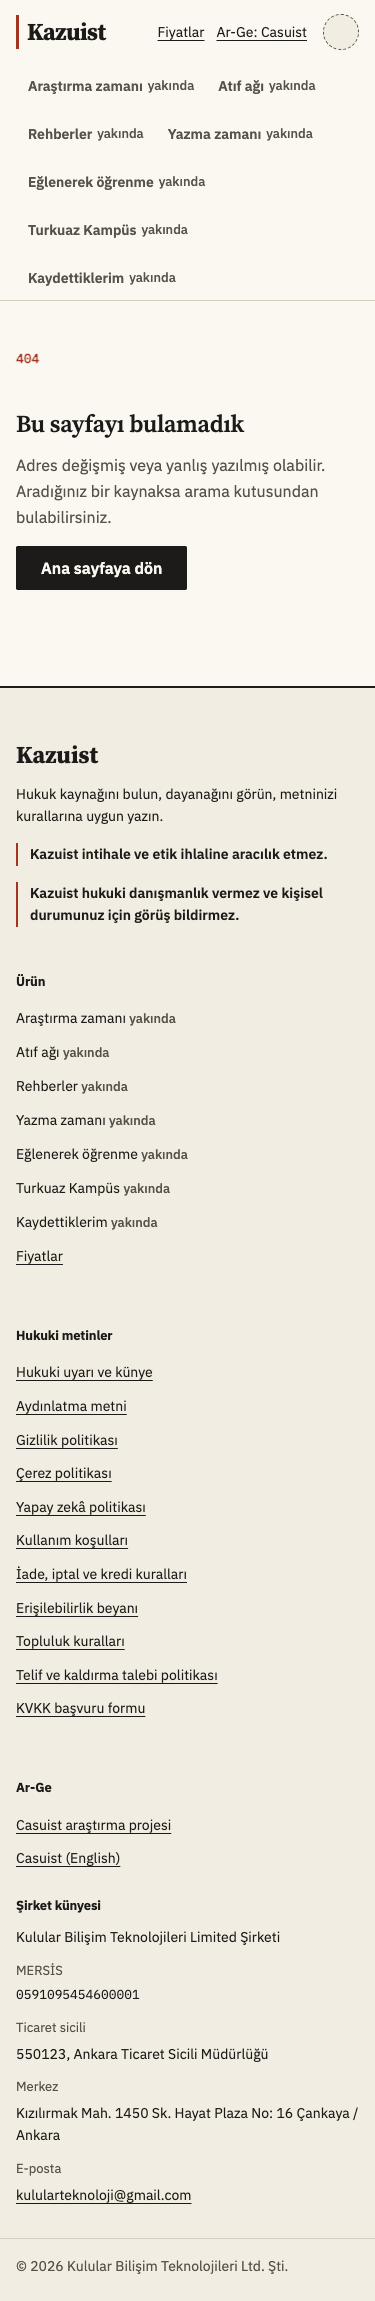 Kazuist
Fiyatlar Ar-Ge: Casuist
Araştırma zamanı yakında Atıf ağı yakında
Rehberler yakında Yazma zamanı yakında
Eğlenerek öğrenme yakında
Turkuaz Kampüs yakında
Kaydettiklerim yakında
404
Bu sayfayı bulamadık
Adres değişmiş veya yanlış yazılmış olabilir.
Aradığınız bir kaynaksa arama kutusundan
bulabilirsiniz.
Ana sayfaya dön
Kazuist
Hukuk kaynağını bulun, dayanağını görün, metninizi
kurallarına uygun yazın.
Kazuist intihale ve etik ihlaline aracılık etmez.
Kazuist hukuki danışmanlık vermez ve kişisel
durumunuz için görüş bildirmez.
Ürün
Araştırma zamanı yakında
Atıf ağı yakında
Rehberler yakında
Yazma zamanı yakında
Eğlenerek öğrenme yakında
Turkuaz Kampüs yakında
Kaydettiklerim yakında
Fiyatlar
Hukuki metinler
Hukuki uyarı ve künye
Aydınlatma metni
Gizlilik politikası
Çerez politikası
Yapay zekâ politikası
Kullanım koşulları
İade, iptal ve kredi kuralları
Erişilebilirlik beyanı
Topluluk kuralları
Telif ve kaldırma talebi politikası
KVKK başvuru formu
Ar-Ge
Casuist araştırma projesi
Casuist (English)
Şirket künyesi
Kulular Bilişim Teknolojileri Limited Şirketi
MERSİS
0591095454600001
Ticaret sicili
550123, Ankara Ticaret Sicili Müdürlüğü
Merkez
Kızılırmak Mah. 1450 Sk. Hayat Plaza No: 16 Çankaya /
Ankara
E-posta
kulularteknoloji@gmail.com
© 2026 Kulular Bilişim Teknolojileri Ltd. Şti.